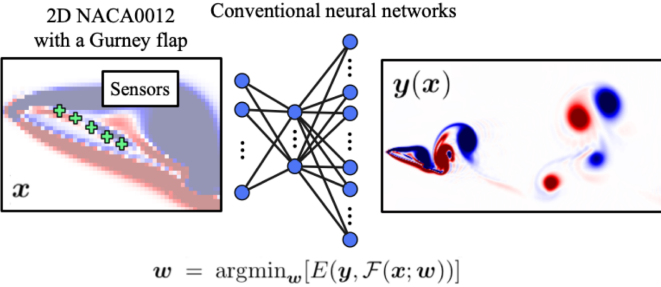 2D NACA0012
with a Gurney flap
Conventional neural networks
Sensors
x
y(x)
w = argmin_w[E(y, F(x; w))]